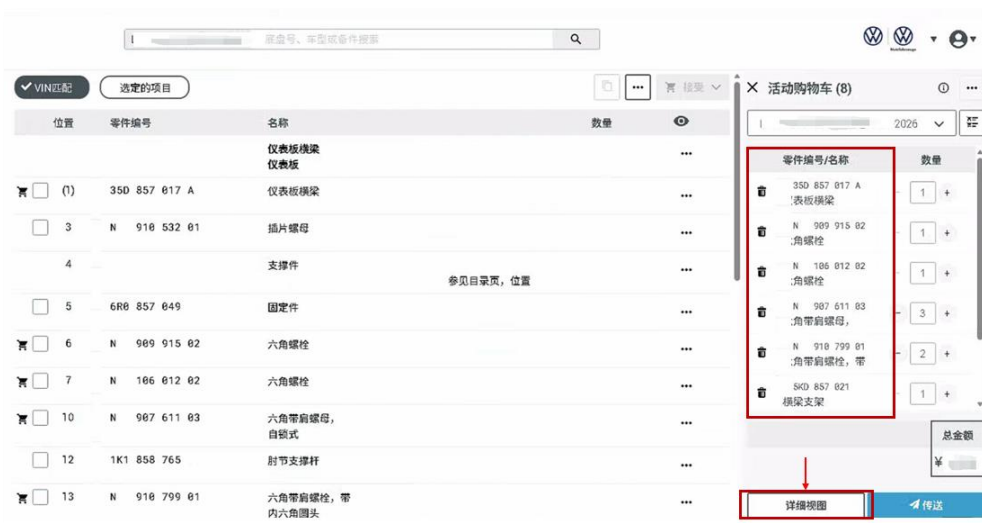 底盘号、车型或备件搜索
VIN匹配
选定的项目
接受
位置 零件编号 名称 数量
仪表板横梁
仪表板
(1) 35D 857 017 A 仪表板横梁
3 N 910 532 01 插片螺母
4 支撑件
参见目录页，位置
5 6R0 857 049 固定件
6 N 909 915 02 六角螺栓
7 N 106 012 02 六角螺栓
10 N 907 611 03 六角带肩螺母，
自锁式
12 1K1 858 765 肘节支撑杆
13 N 910 799 01 六角带肩螺栓，带
内六角圆头
活动购物车 (8)
2026
零件编号/名称 数量
35D 857 017 A
表板横梁 1
N 909 915 02
角螺栓 1
N 106 012 02
角螺栓 1
N 907 611 03
角带肩螺母， 3
N 910 799 01
角带肩螺栓，带 2
5KD 857 021
横梁支架 1
总金额
¥
详细视图
传送